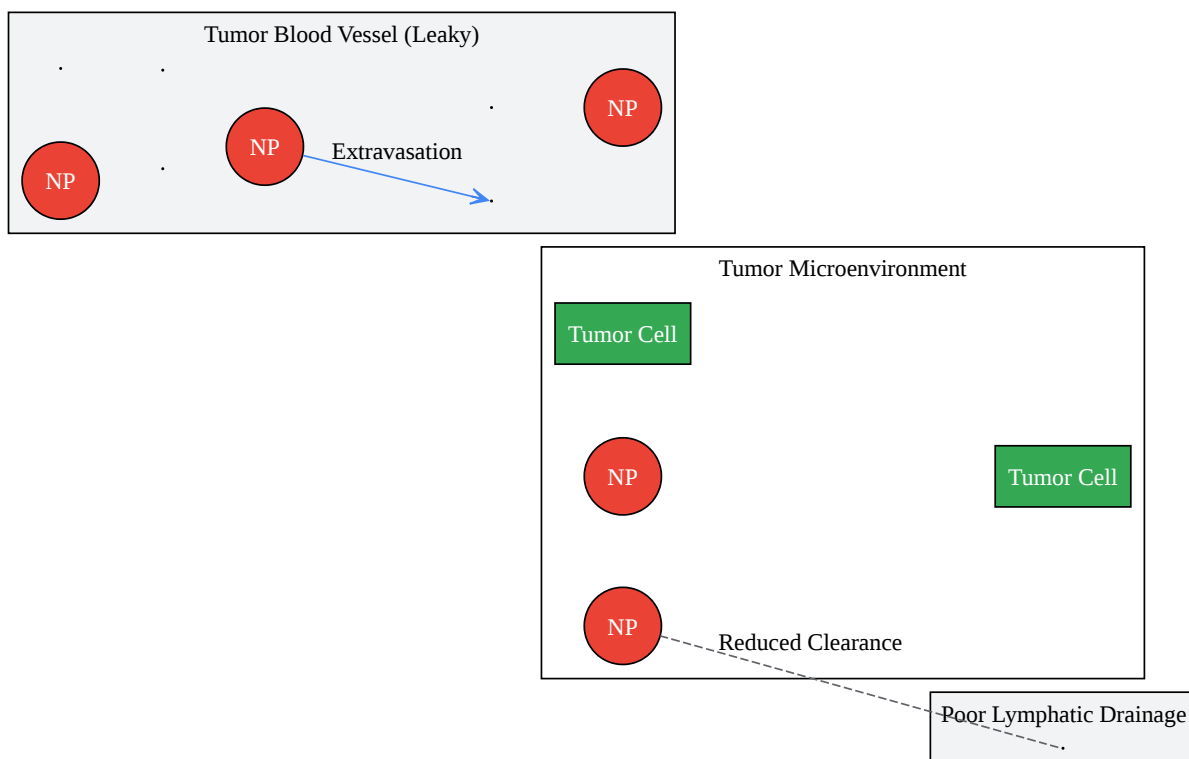 Tumor Blood Vessel (Leaky)
NP
NP
Extravasation
NP
Tumor Microenvironment
Tumor Cell
NP
Tumor Cell
NP
Reduced Clearance
Poor Lymphatic Drainage